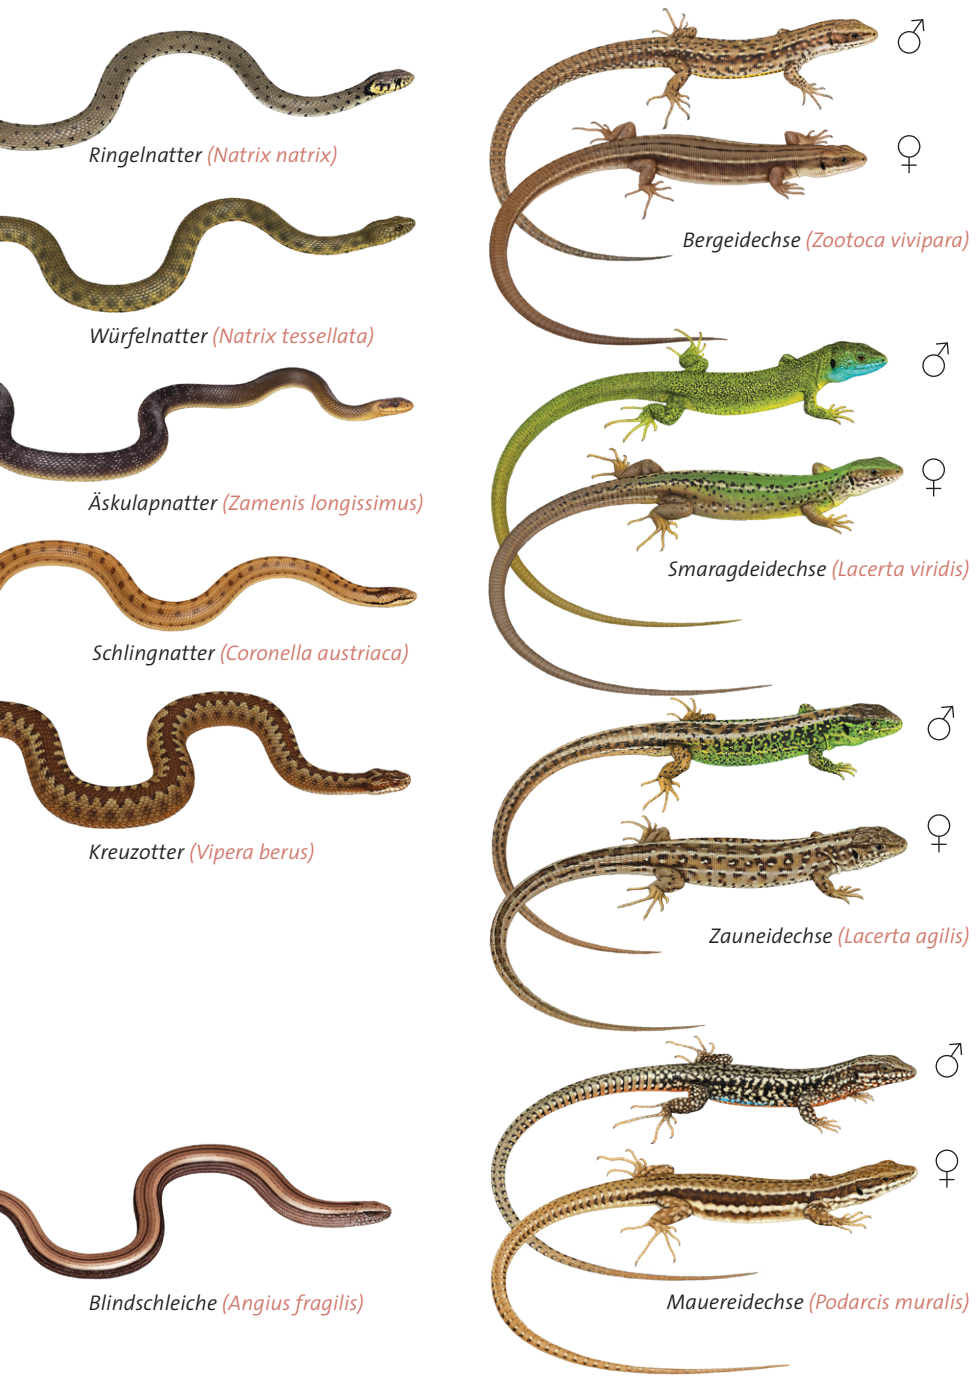 Ringelnatter (Natrix natrix)
Würfelnatter (Natrix tessellata)
Äskulapnatter (Zamenis longissimus)
Schlingnatter (Coronella austriaca)
Kreuzotter (Vipera berus)
Blindschleiche (Angius fragilis)
♂
♀
Bergeidechse (Zootoca vivipara)
♂
♀
Smaragdeidechse (Lacerta viridis)
♂
♀
Zauneidechse (Lacerta agilis)
♂
♀
Mauereidechse (Podarcis muralis)